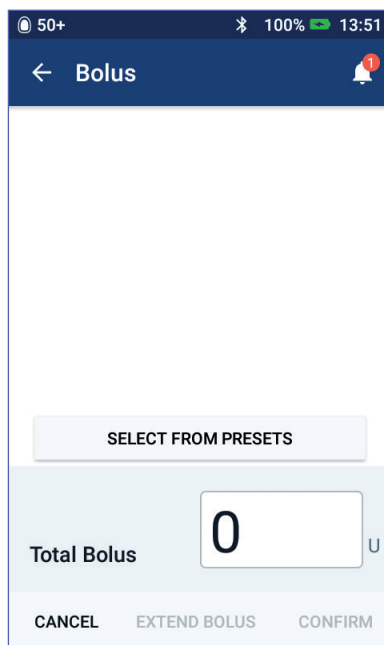 50+ 100% 13:51
Bolus 1
SELECT FROM PRESETS
0
Total Bolus U
CANCEL EXTEND BOLUS CONFIRM